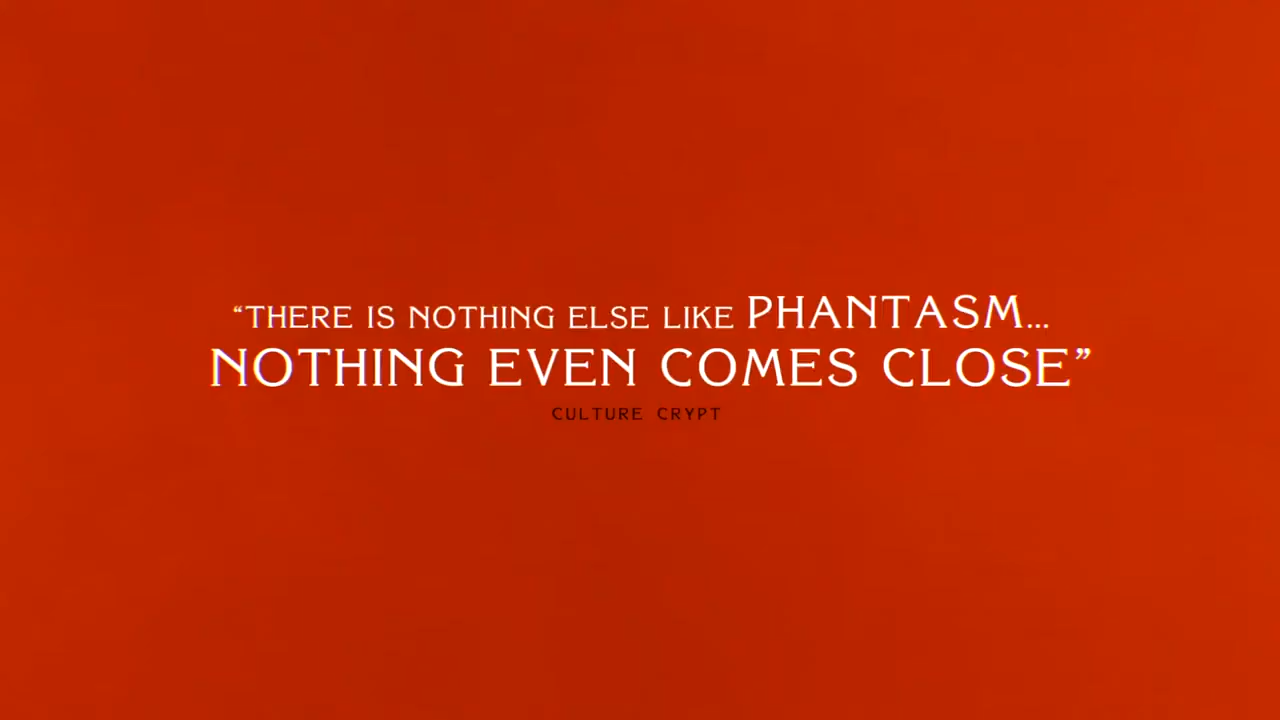 “THERE IS NOTHING ELSE LIKE PHANTASM...
NOTHING EVEN COMES CLOSE”
CULTURE CRYPT